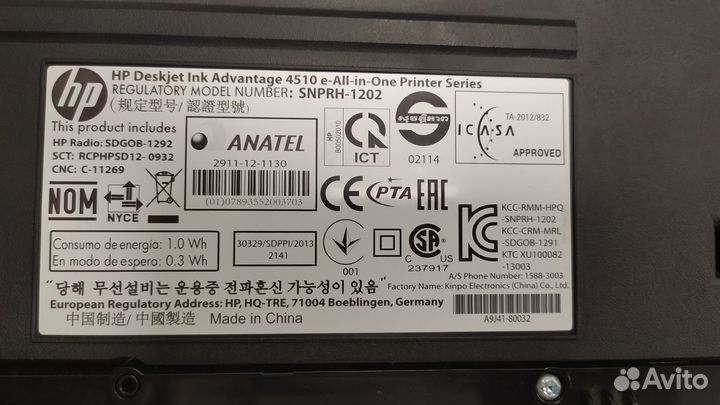 hp
HP Deskjet Ink Advantage 4510 e-All-in-One Printer Series
REGULATORY MODEL NUMBER: SNPRH-1202
(规定型号/ 認證型號)
This product includes
HP Radio: SDGOB-1292
SCT: RCPHPSD12- 0932
CNC: C-11269
ANATEL
2911-12-1130
(01)07893552003703
HP
B00502010
ICT
02114
ICASA
TA-2012/832
APPROVED
NOM
NYCE
CE
PTA
EAC
KCC-RMM-HPQ
-SNPRH-1202
KCC-CRM-MRL
-SDGOB-1291
KTC XU100082
-13003
A/S Phone Number: 1588-3003
Consumo de energía: 1.0 Wh
En modo de espera: 0.3 Wh
30329/SDPPI/2013
2141
001
C US
237917
"당해 무선설비는 운용중 전파혼신 가능성이 있음"
Factory Name: Kinpo Electronics (China) Co., Ltd.
European Regulatory Address: HP, HQ-TRE, 71004 Boeblingen, Germany
中国制造/ 中國製造 Made in China
A9J41-80032
Avito